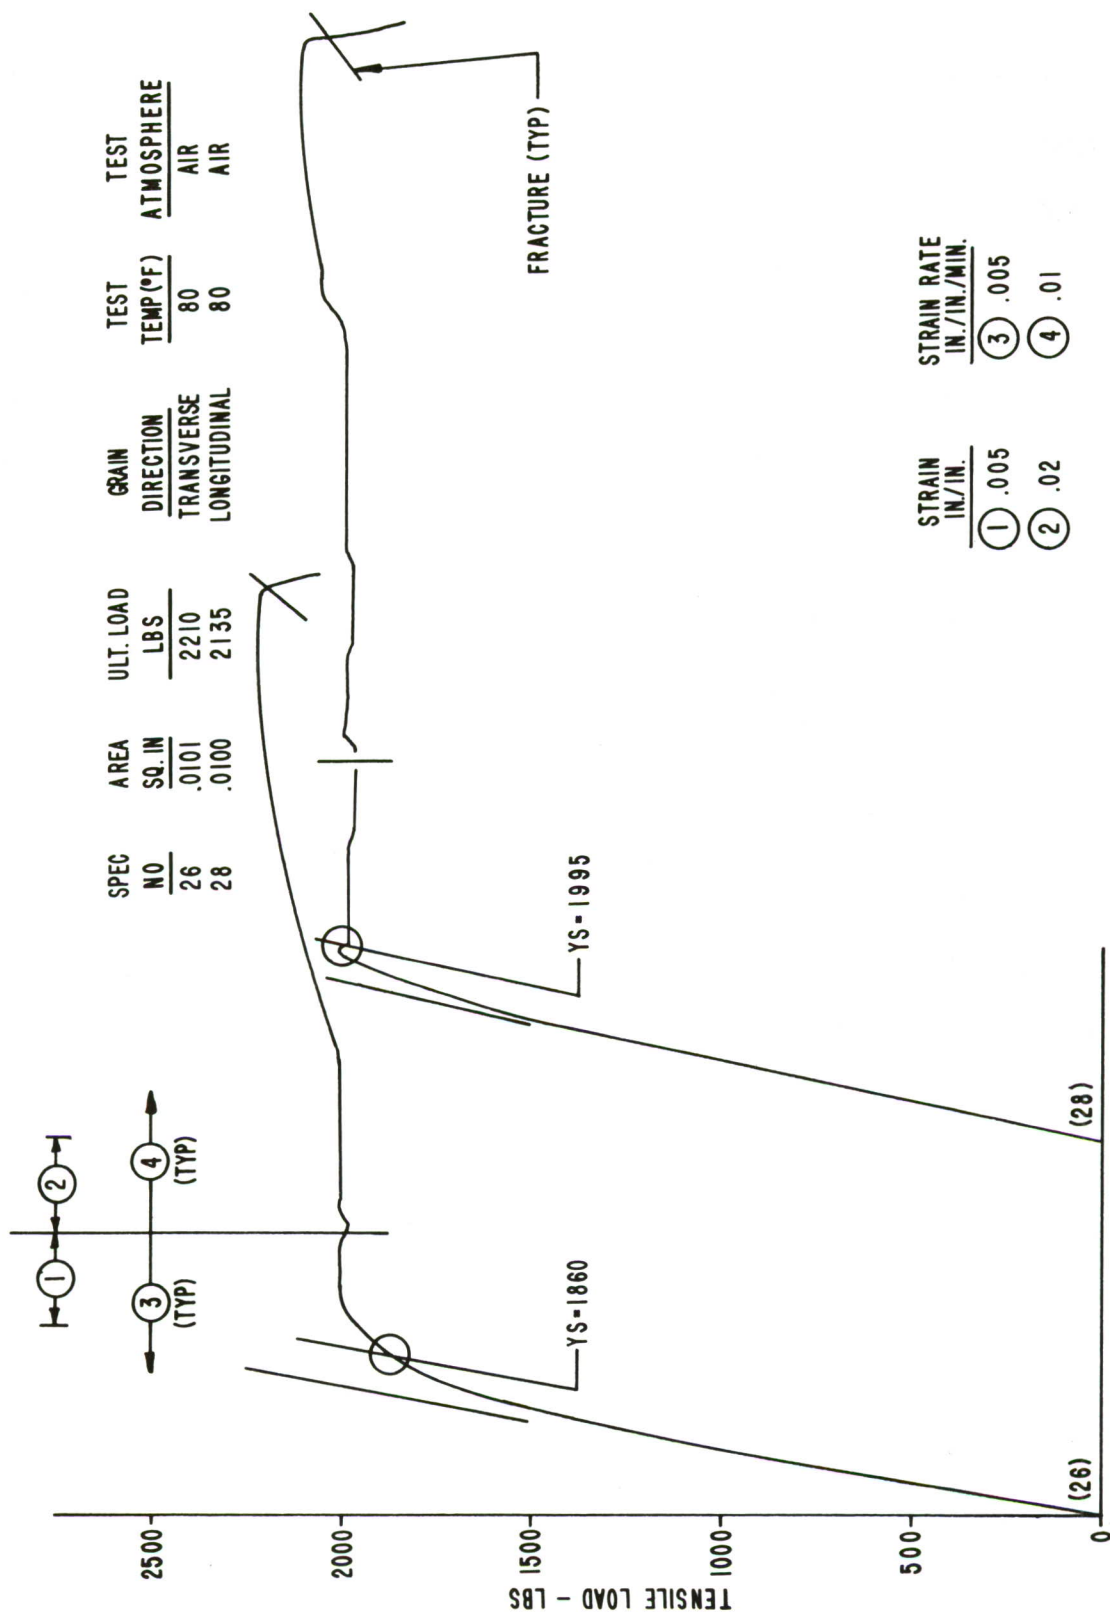 ① ②
③ ④
(TYP) (TYP)
SPEC AREA ULT. LOAD GRAIN TEST TEST
NO SQ. IN LBS DIRECTION TEMP (°F) ATMOSPHERE
26 .0101 2210 TRANSVERSE 80 AIR
28 .0100 2135 LONGITUDINAL 80 AIR
2500
2000
1500
1000
500
0
TENSILE LOAD - LBS
YS=1860
YS=1995
FRACTURE (TYP)
STRAIN STRAIN RATE
IN./IN. IN./IN./MIN.
① .005 ③ .005
② .02 ④ .01
(26) (28)